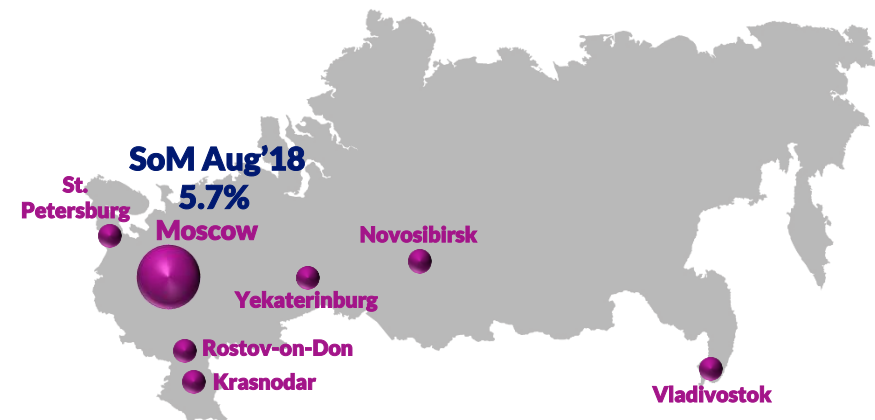 SoM Aug’18
5.7%
St.
Petersburg
Moscow
Novosibirsk
Yekaterinburg
Rostov-on-Don
Krasnodar
Vladivostok